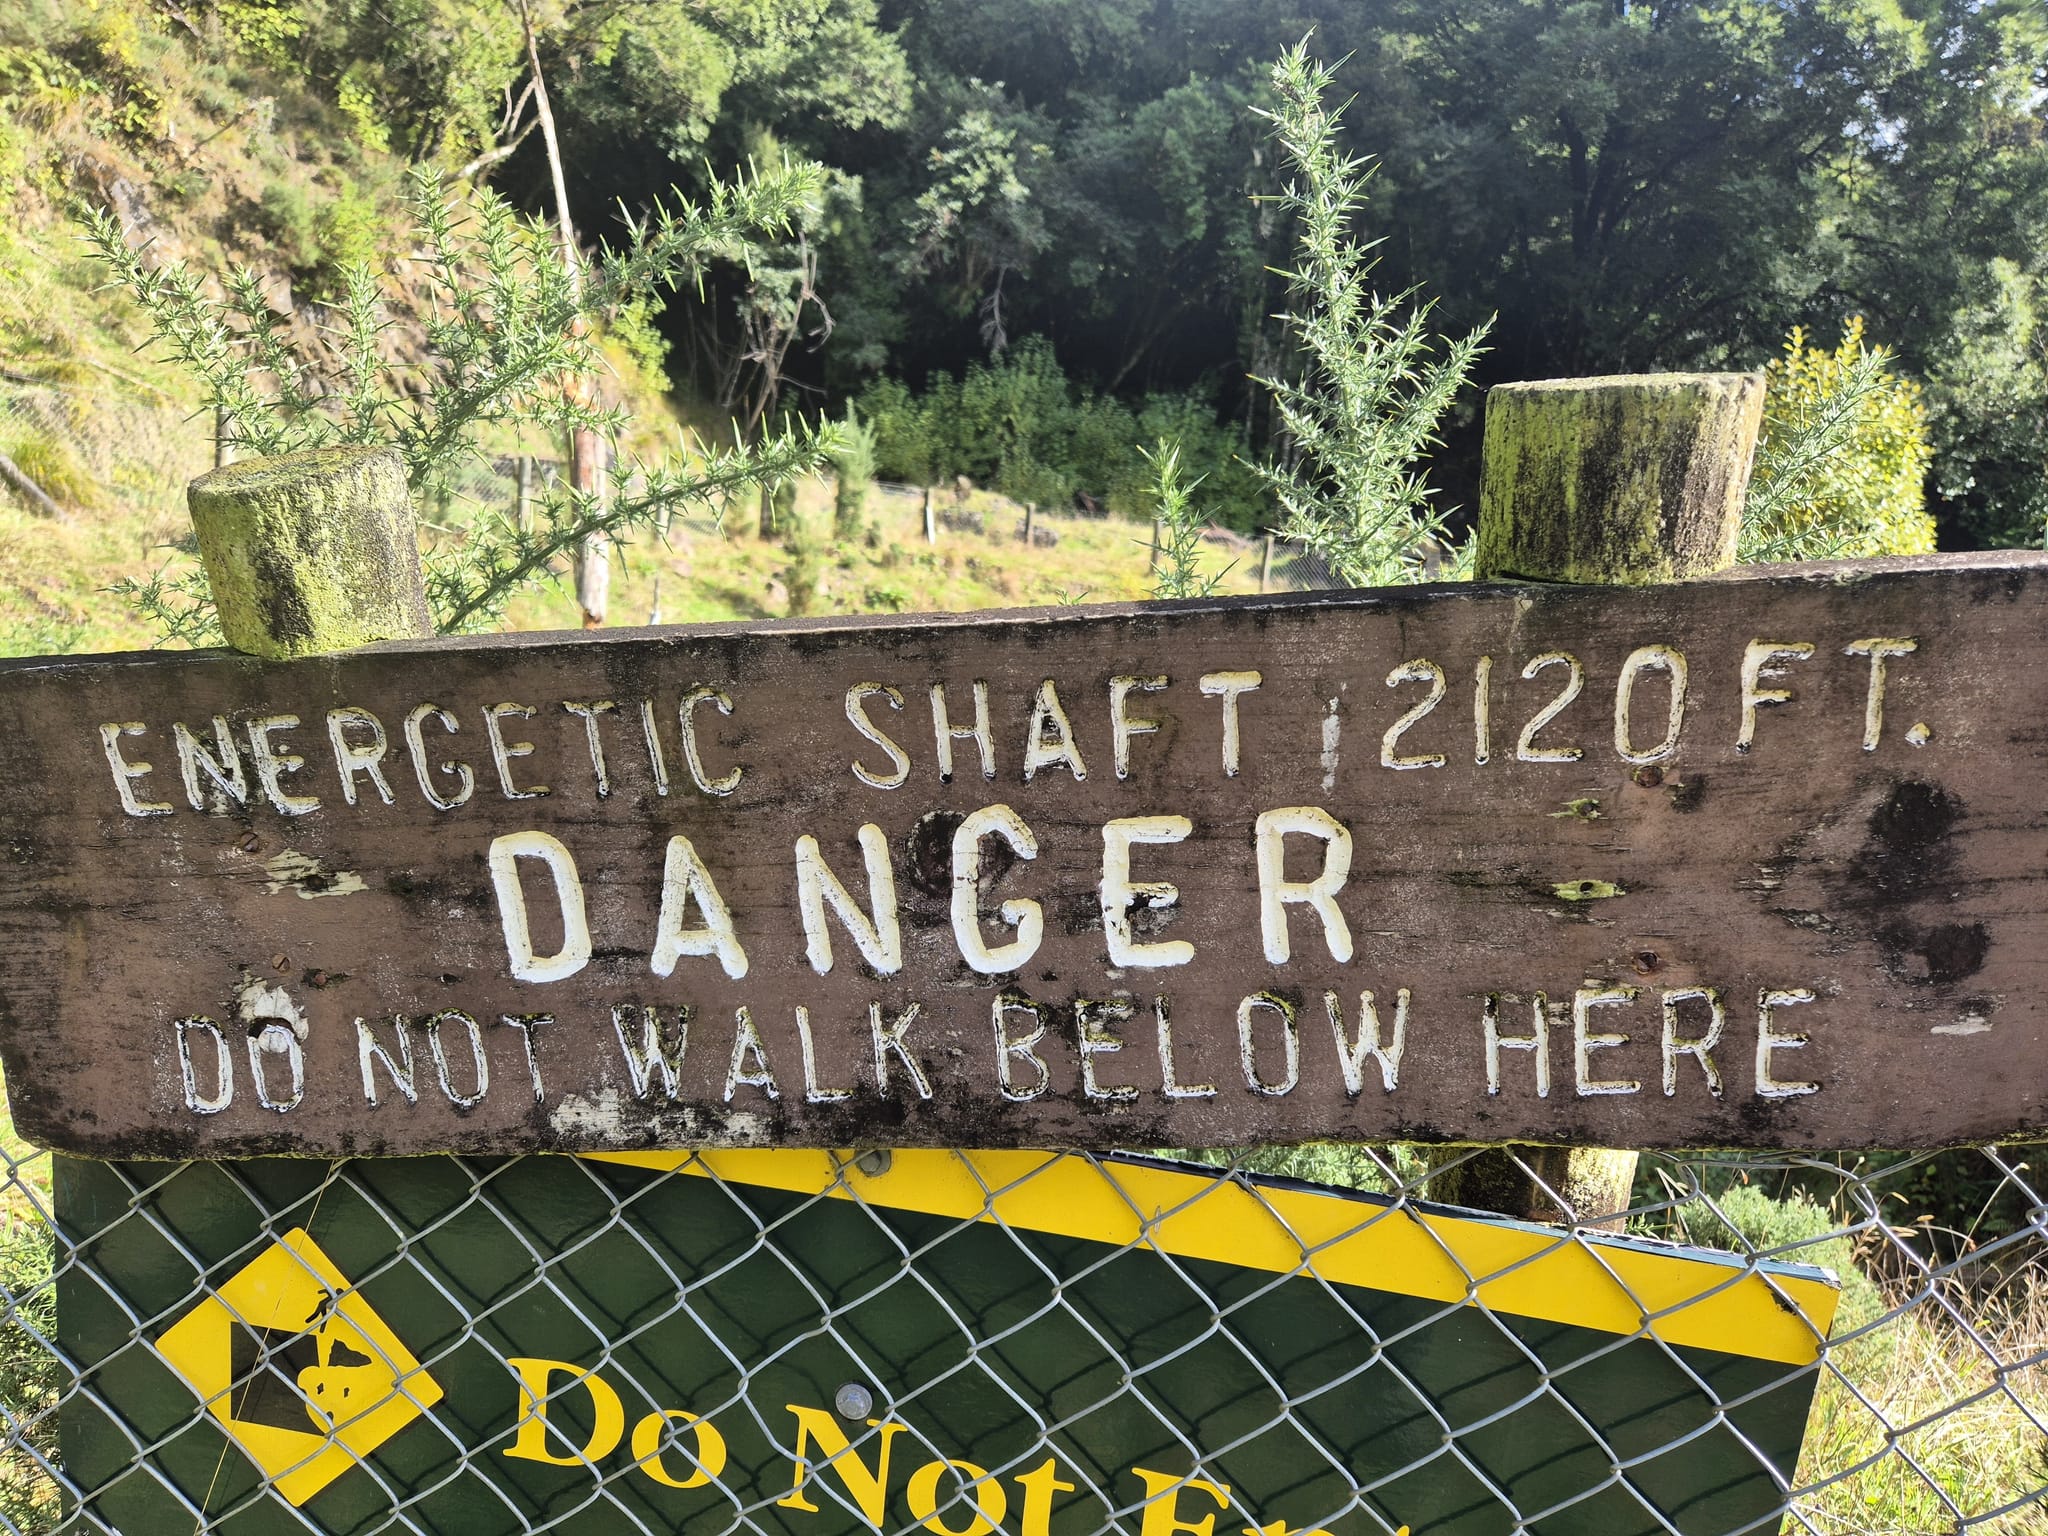 ENERGETIC SHAFT 2120 FT.
DANGER
DO NOT WALK BELOW HERE
Do Not